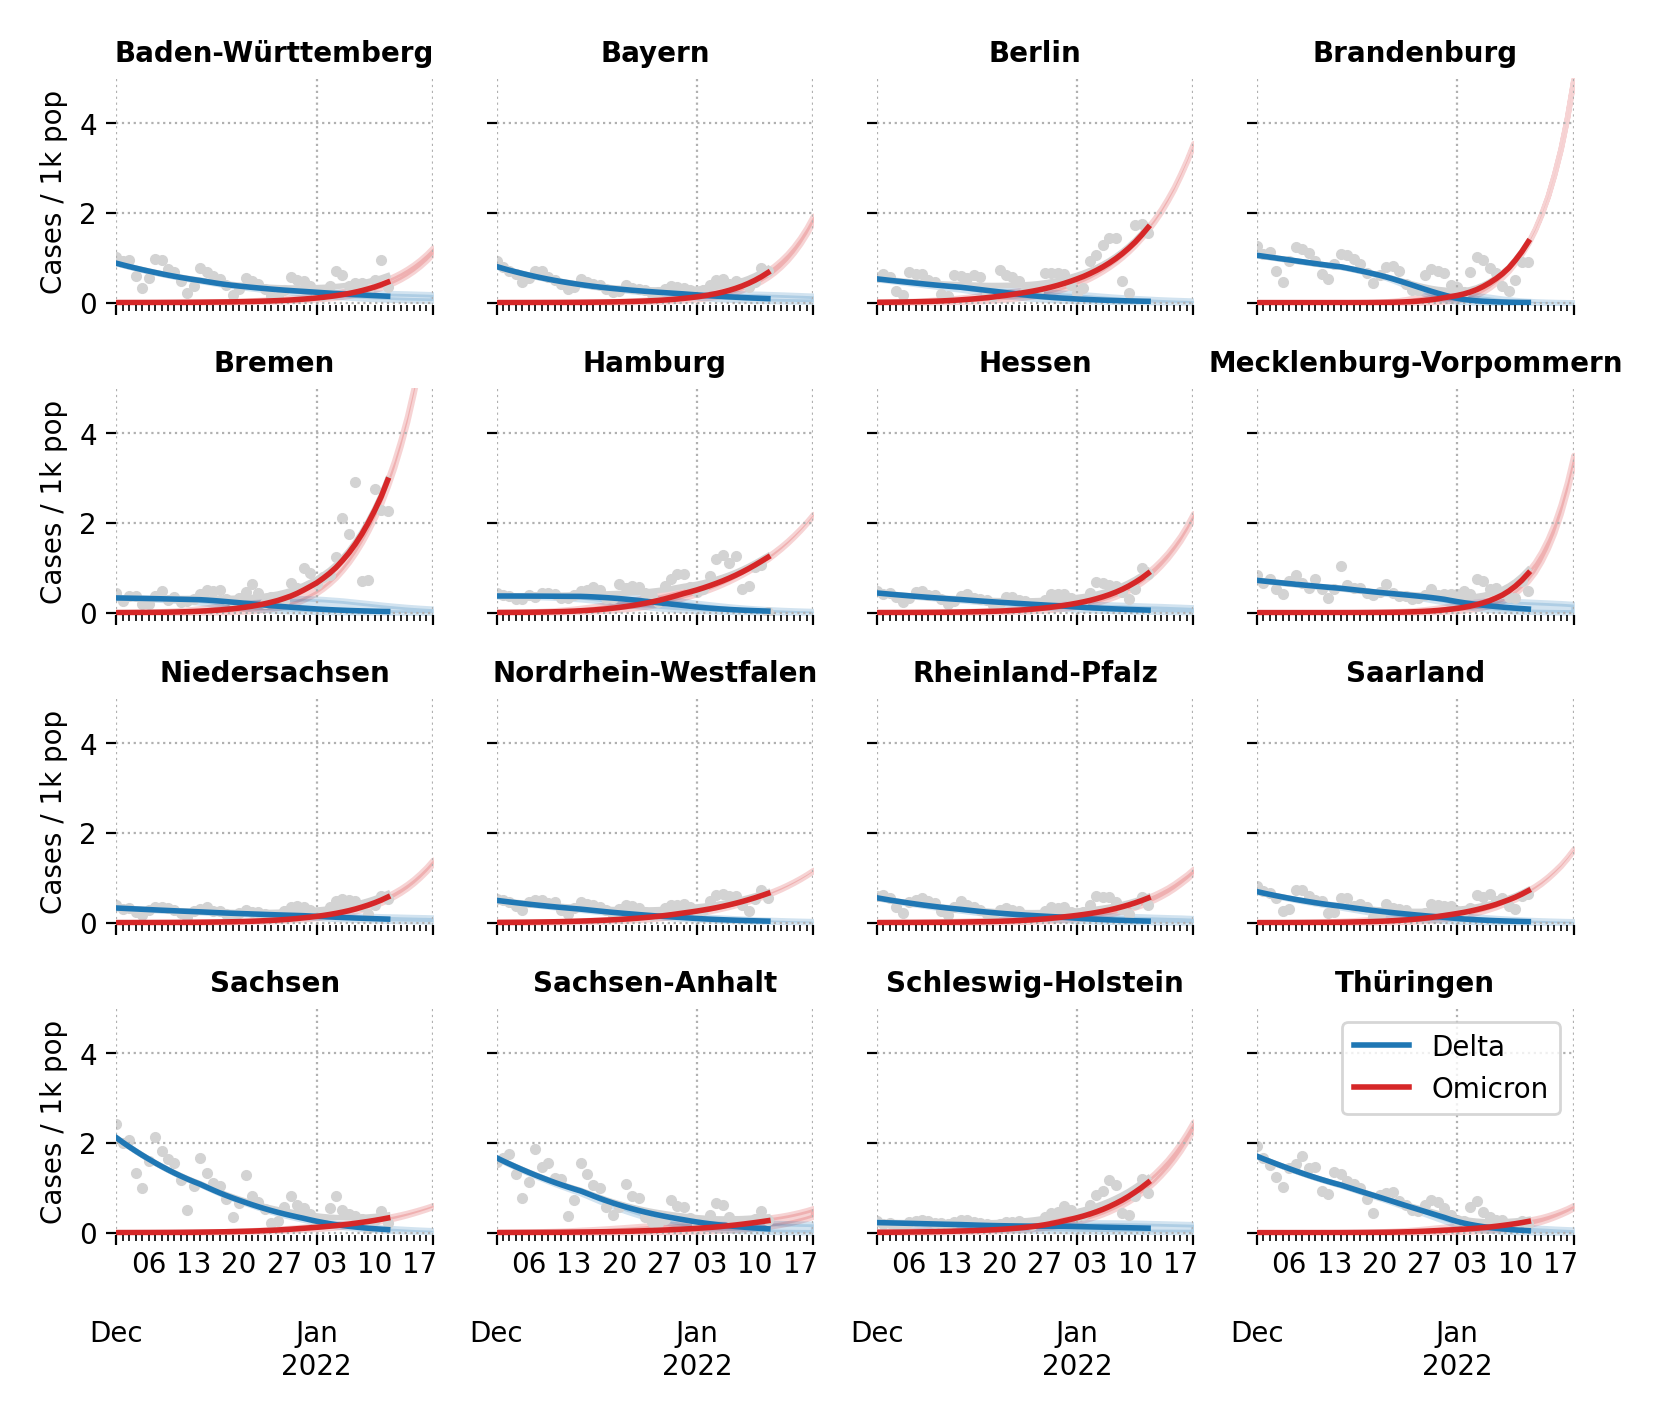 Baden-Württemberg Bayern Berlin Brandenburg
Cases / 1k pop
4
2
0
Bremen Hamburg Hessen Mecklenburg-Vorpommern
Cases / 1k pop
4
2
0
Niedersachsen Nordrhein-Westfalen Rheinland-Pfalz Saarland
Cases / 1k pop
4
2
0
Sachsen Sachsen-Anhalt Schleswig-Holstein Thüringen
Cases / 1k pop
4
2
0
Delta
Omicron
06 13 20 27 03 10 17 06 13 20 27 03 10 17 06 13 20 27 03 10 17 06 13 20 27 03 10 17
Dec Jan Dec Jan Dec Jan Dec Jan
2022 2022 2022 2022